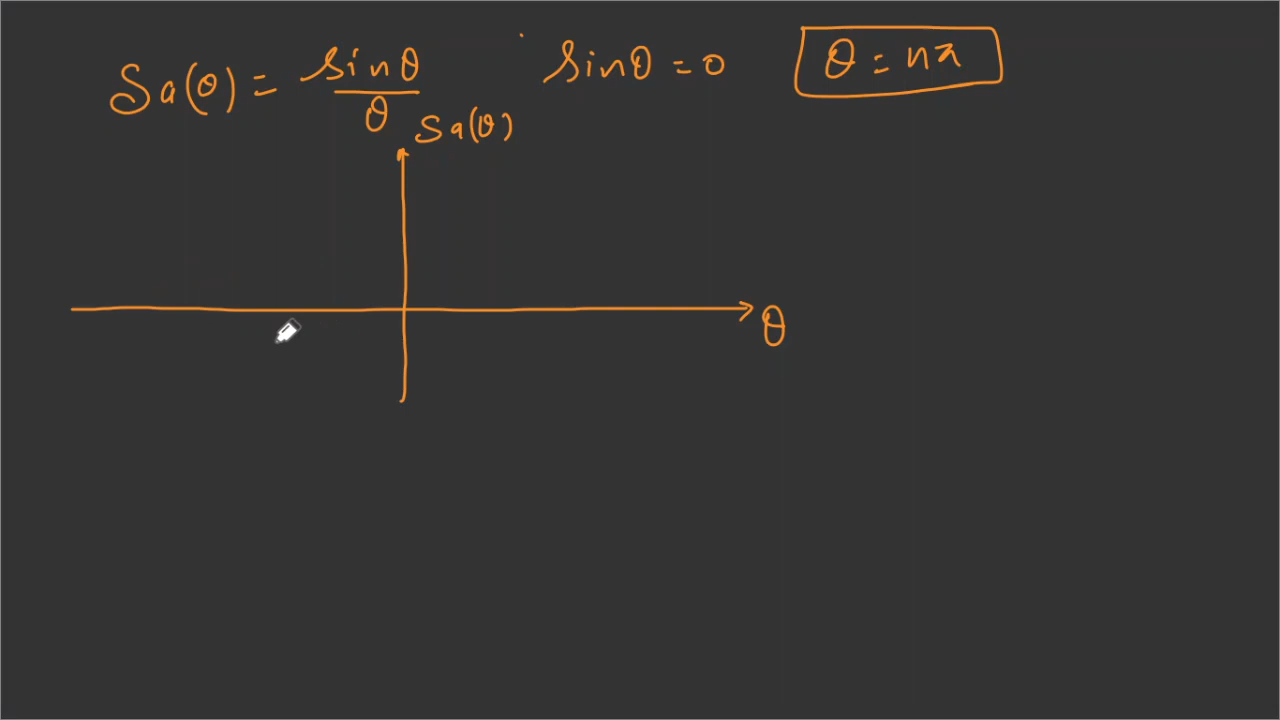 Sa(θ) = sinθ/θ sinθ = 0 θ = nπ
Sa(θ)
θ